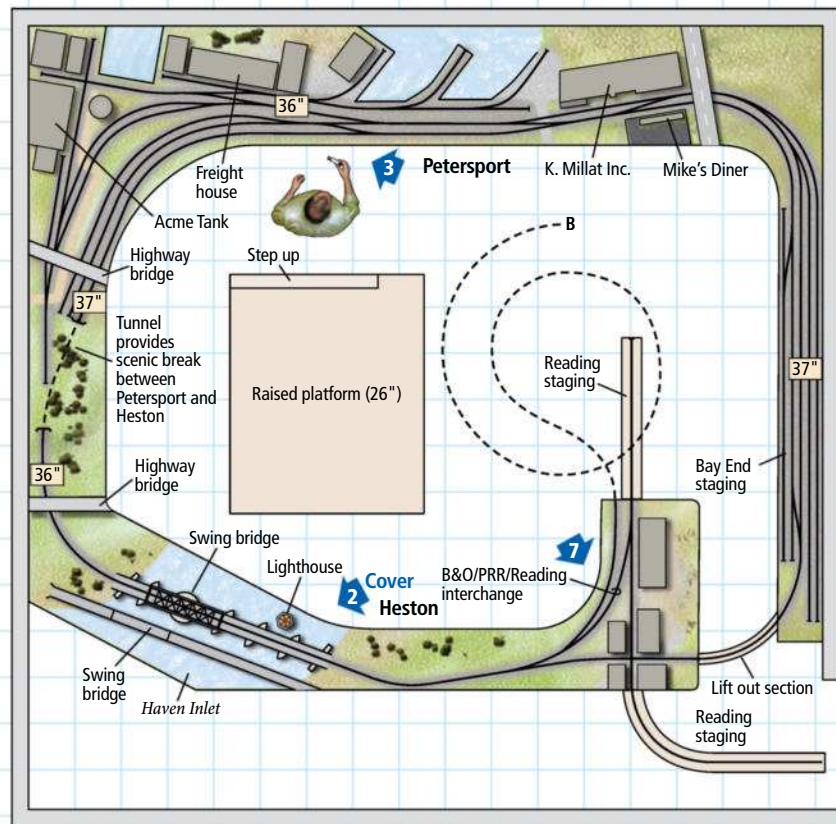 36"
Freight
house
Acme Tank
3 Petersport
K. Millat Inc.
Mike's Diner
Highway
bridge
Step up
B
37"
Tunnel
provides
scenic break
between
Petersport and
Heston
Raised platform (26")
Reading
staging
37"
Bay End
staging
36"
Highway
bridge
Swing bridge
Lighthouse
2 Cover
Heston
7
B&O/PRR/Reading
interchange
Swing
bridge
Haven Inlet
Lift out section
Reading
staging